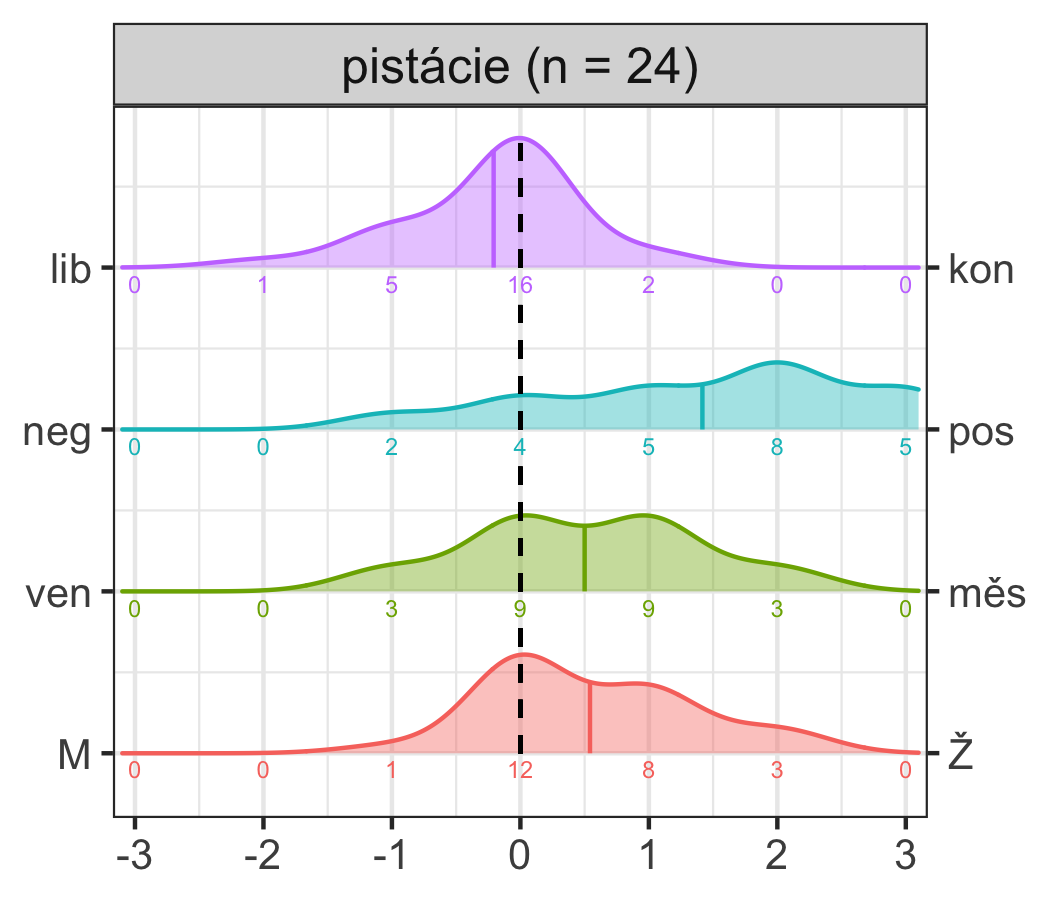 pistácie (n = 24)
lib kon
0 1 5 16 2 0 0
neg pos
0 0 2 4 5 8 5
ven měs
0 0 3 9 9 3 0
M Ž
0 0 1 12 8 3 0
-3 -2 -1 0 1 2 3